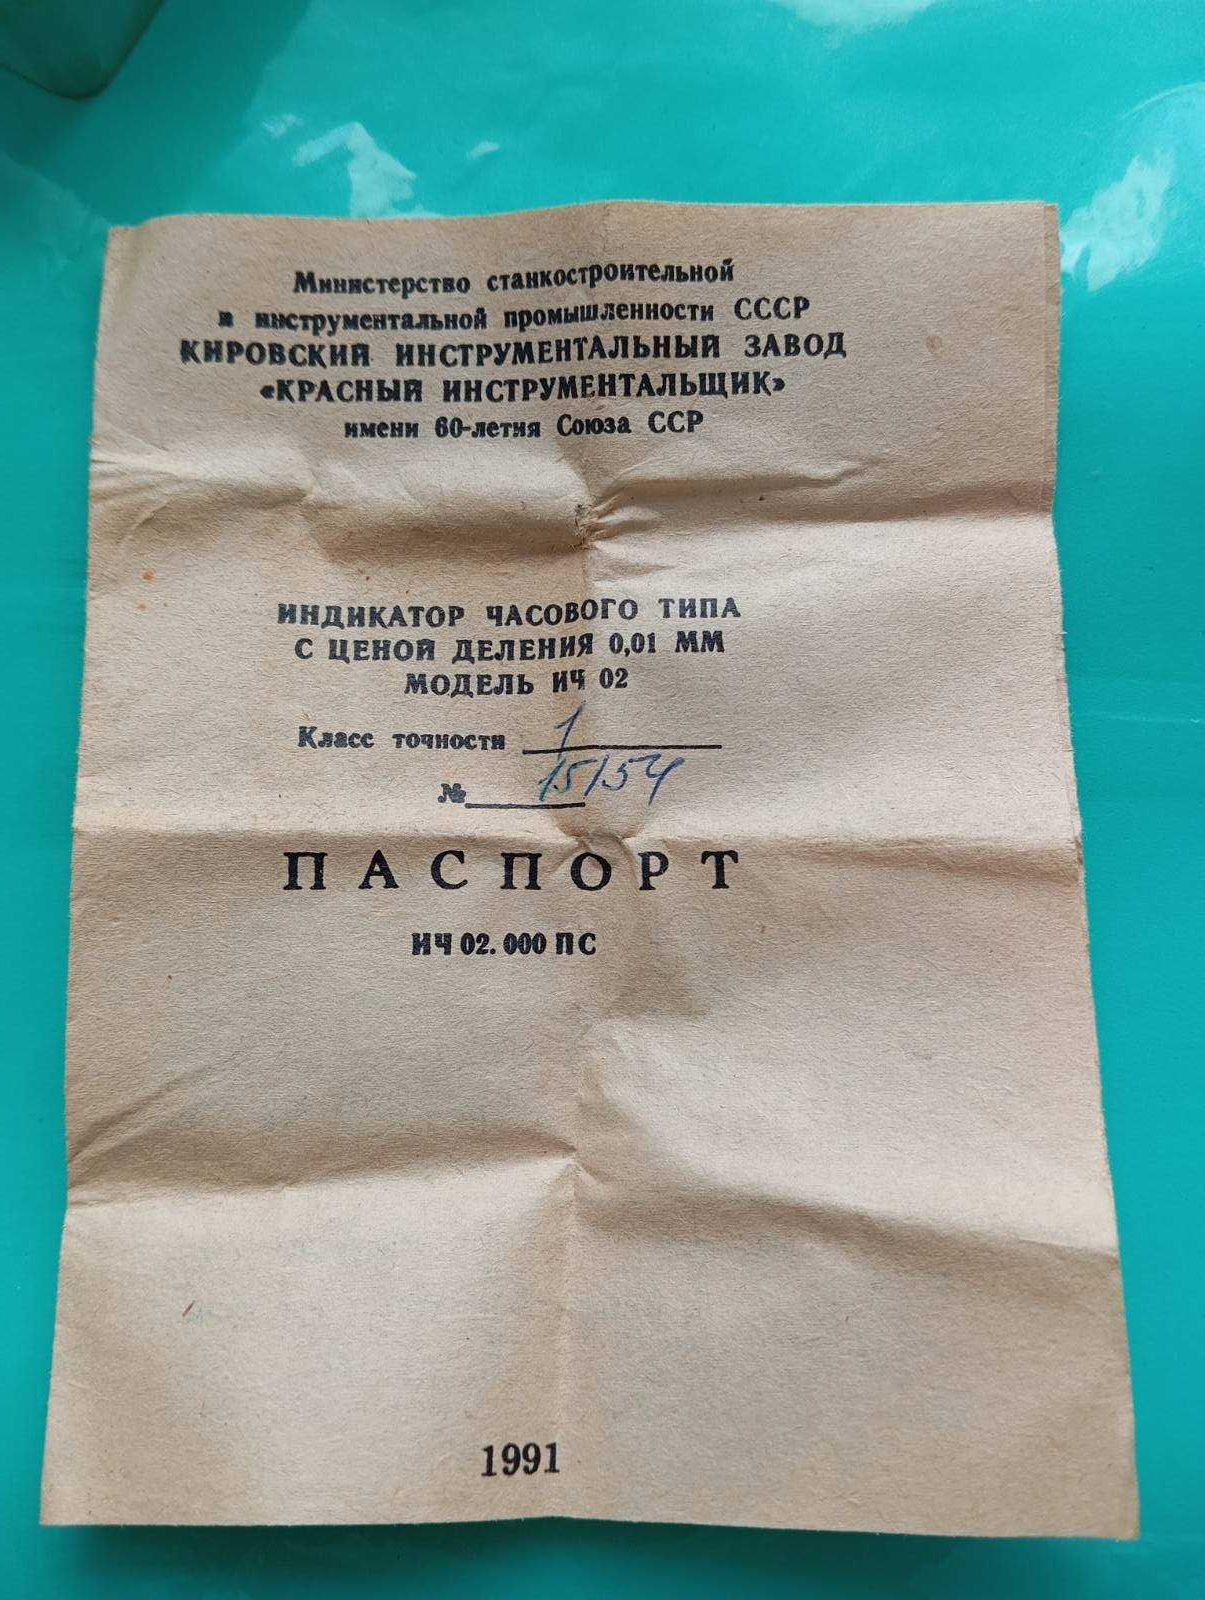 Министерство станкостроительной
и инструментальной промышленности СССР
КИРОВСКИЙ ИНСТРУМЕНТАЛЬНЫЙ ЗАВОД
«КРАСНЫЙ ИНСТРУМЕНТАЛЬЩИК»
имени 60-летия Союза ССР
ИНДИКАТОР ЧАСОВОГО ТИПА
С ЦЕНОЙ ДЕЛЕНИЯ 0,01 ММ
МОДЕЛЬ ИЧ 02
Класс точности 1
№ 15154
ПАСПОРТ
ИЧ 02. 000 ПС
1991